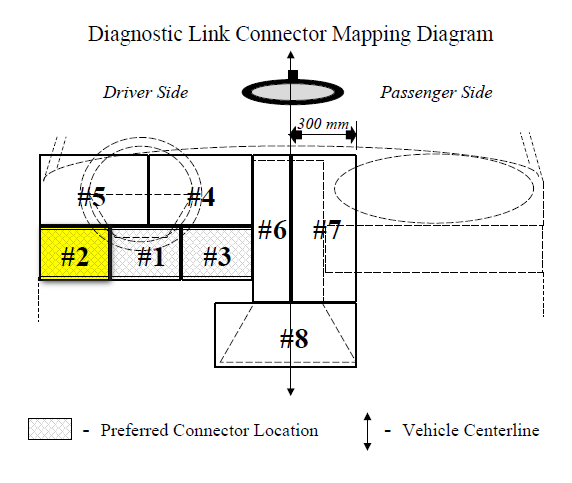 Diagnostic Link Connector Mapping Diagram
Driver Side
Passenger Side
300 mm
#5
#4
#6
#7
#2
#1
#3
#8
- Preferred Connector Location
- Vehicle Centerline